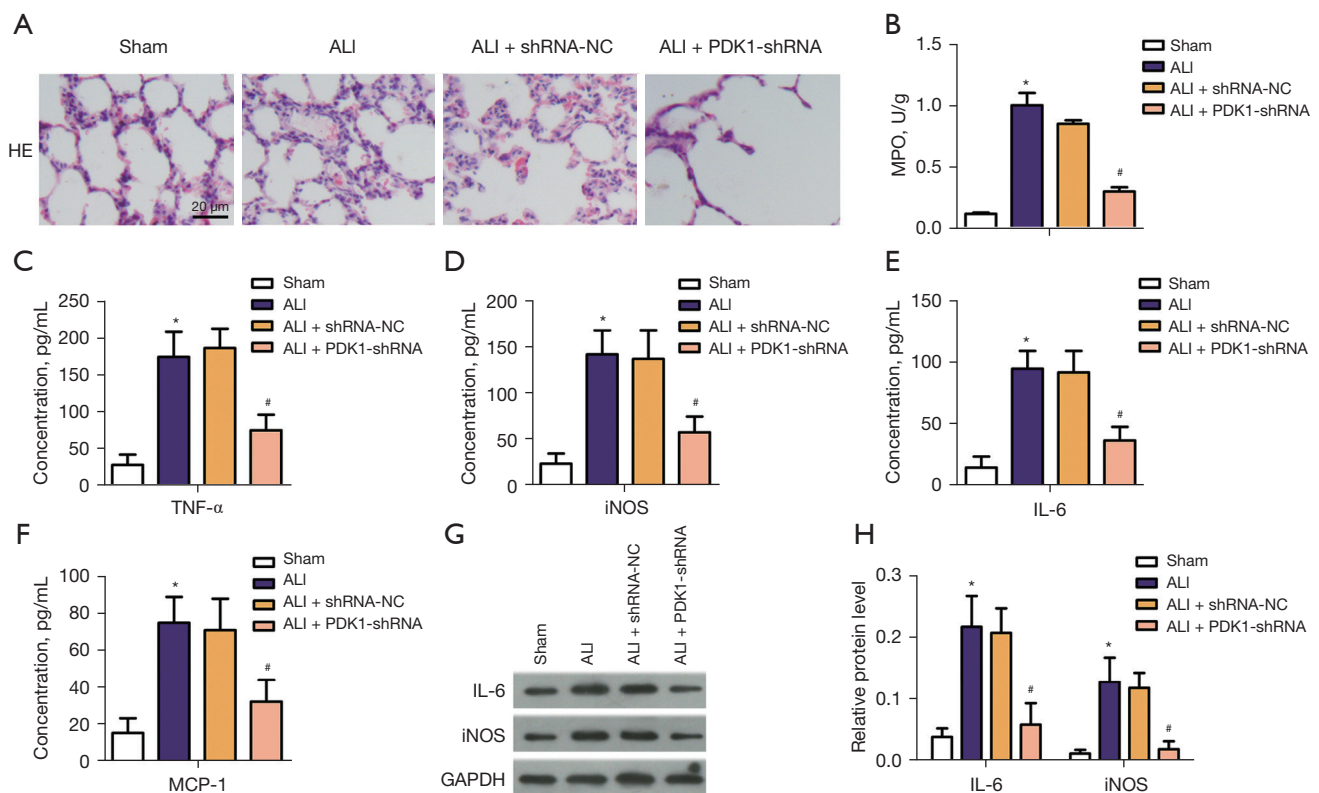 A
Sham
ALI
ALI + shRNA-NC
ALI + PDK1-shRNA
HE
20 μm
B
MPO, U/g
1.5
1.0
0.5
0.0
*
#
Sham
ALI
ALI + shRNA-NC
ALI + PDK1-shRNA
C
Concentration, pg/mL
250
200
150
100
50
0
*
#
Sham
ALI
ALI + shRNA-NC
ALI + PDK1-shRNA
TNF-α
D
Concentration, pg/mL
200
150
100
50
0
*
#
Sham
ALI
ALI + shRNA-NC
ALI + PDK1-shRNA
iNOS
E
Concentration, pg/mL
150
100
50
0
*
#
Sham
ALI
ALI + shRNA-NC
ALI + PDK1-shRNA
IL-6
F
Concentration, pg/mL
100
80
60
40
20
0
*
#
Sham
ALI
ALI + shRNA-NC
ALI + PDK1-shRNA
MCP-1
G
Sham
ALI
ALI + shRNA-NC
ALI + PDK1-shRNA
IL-6
iNOS
GAPDH
H
Relative protein level
0.3
0.2
0.1
0.0
*
#
*
#
Sham
ALI
ALI + shRNA-NC
ALI + PDK1-shRNA
IL-6
iNOS